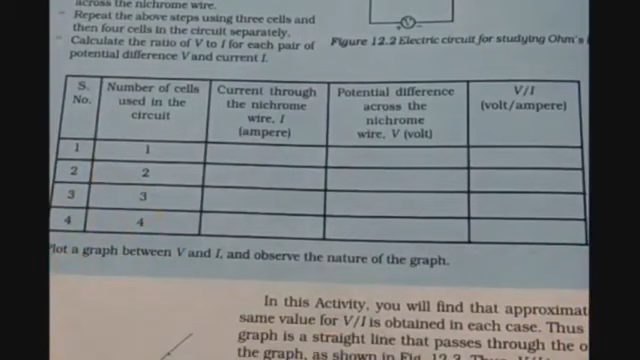 across the nichrome wire.
– Repeat the above steps using three cells and
then four cells in the circuit separately.
– Calculate the ratio of V to I for each pair of
potential difference V and current I.
V
+
Figure 12.2 Electric circuit for studying Ohm's
S. No. Number of cells used in the circuit Current through the nichrome wire, I (ampere) Potential difference across the nichrome wire, V (volt) V/I (volt/ampere)
1 1
2 2
3 3
4 4
lot a graph between V and I, and observe the nature of the graph.
In this Activity, you will find that approximat
same value for V/I is obtained in each case. Thus
graph is a straight line that passes through the o
the graph, as shown in Fig. 12.3. Thus, V/I